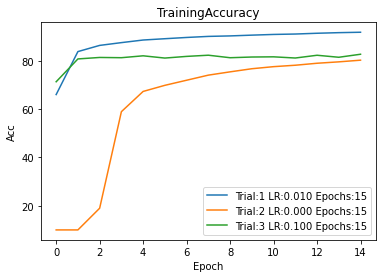 TrainingAccuracy
Acc
80
60
40
20
Trial:1 LR:0.010 Epochs:15
Trial:2 LR:0.000 Epochs:15
Trial:3 LR:0.100 Epochs:15
0 2 4 6 8 10 12 14
Epoch